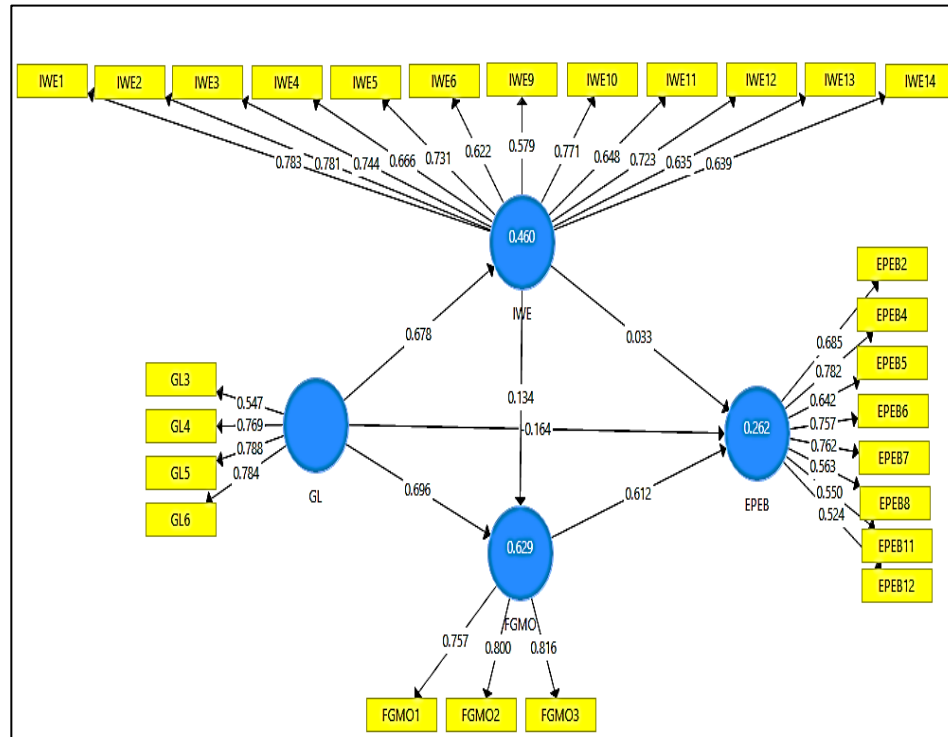 IWE1 IWE2 IWE3 IWE4 IWE5 IWE6 IWE9 IWE10 IWE11 IWE12 IWE13 IWE14
0.783 0.781 0.744 0.666 0.731 0.622 0.579 0.771 0.648 0.723 0.635 0.639
0.460
IWE
0.678
0.033
0.134
-0.164
GL3
GL4
GL5
GL6
0.547
0.769
0.788
0.784
GL
0.696
0.612
0.262
EPEB
EPEB2
EPEB4
EPEB5
EPEB6
EPEB7
EPEB8
EPEB11
EPEB12
0.685
0.782
0.642
0.757
0.762
0.563
0.550
0.524
0.629
FGMO
0.757 0.800 0.816
FGMO1 FGMO2 FGMO3